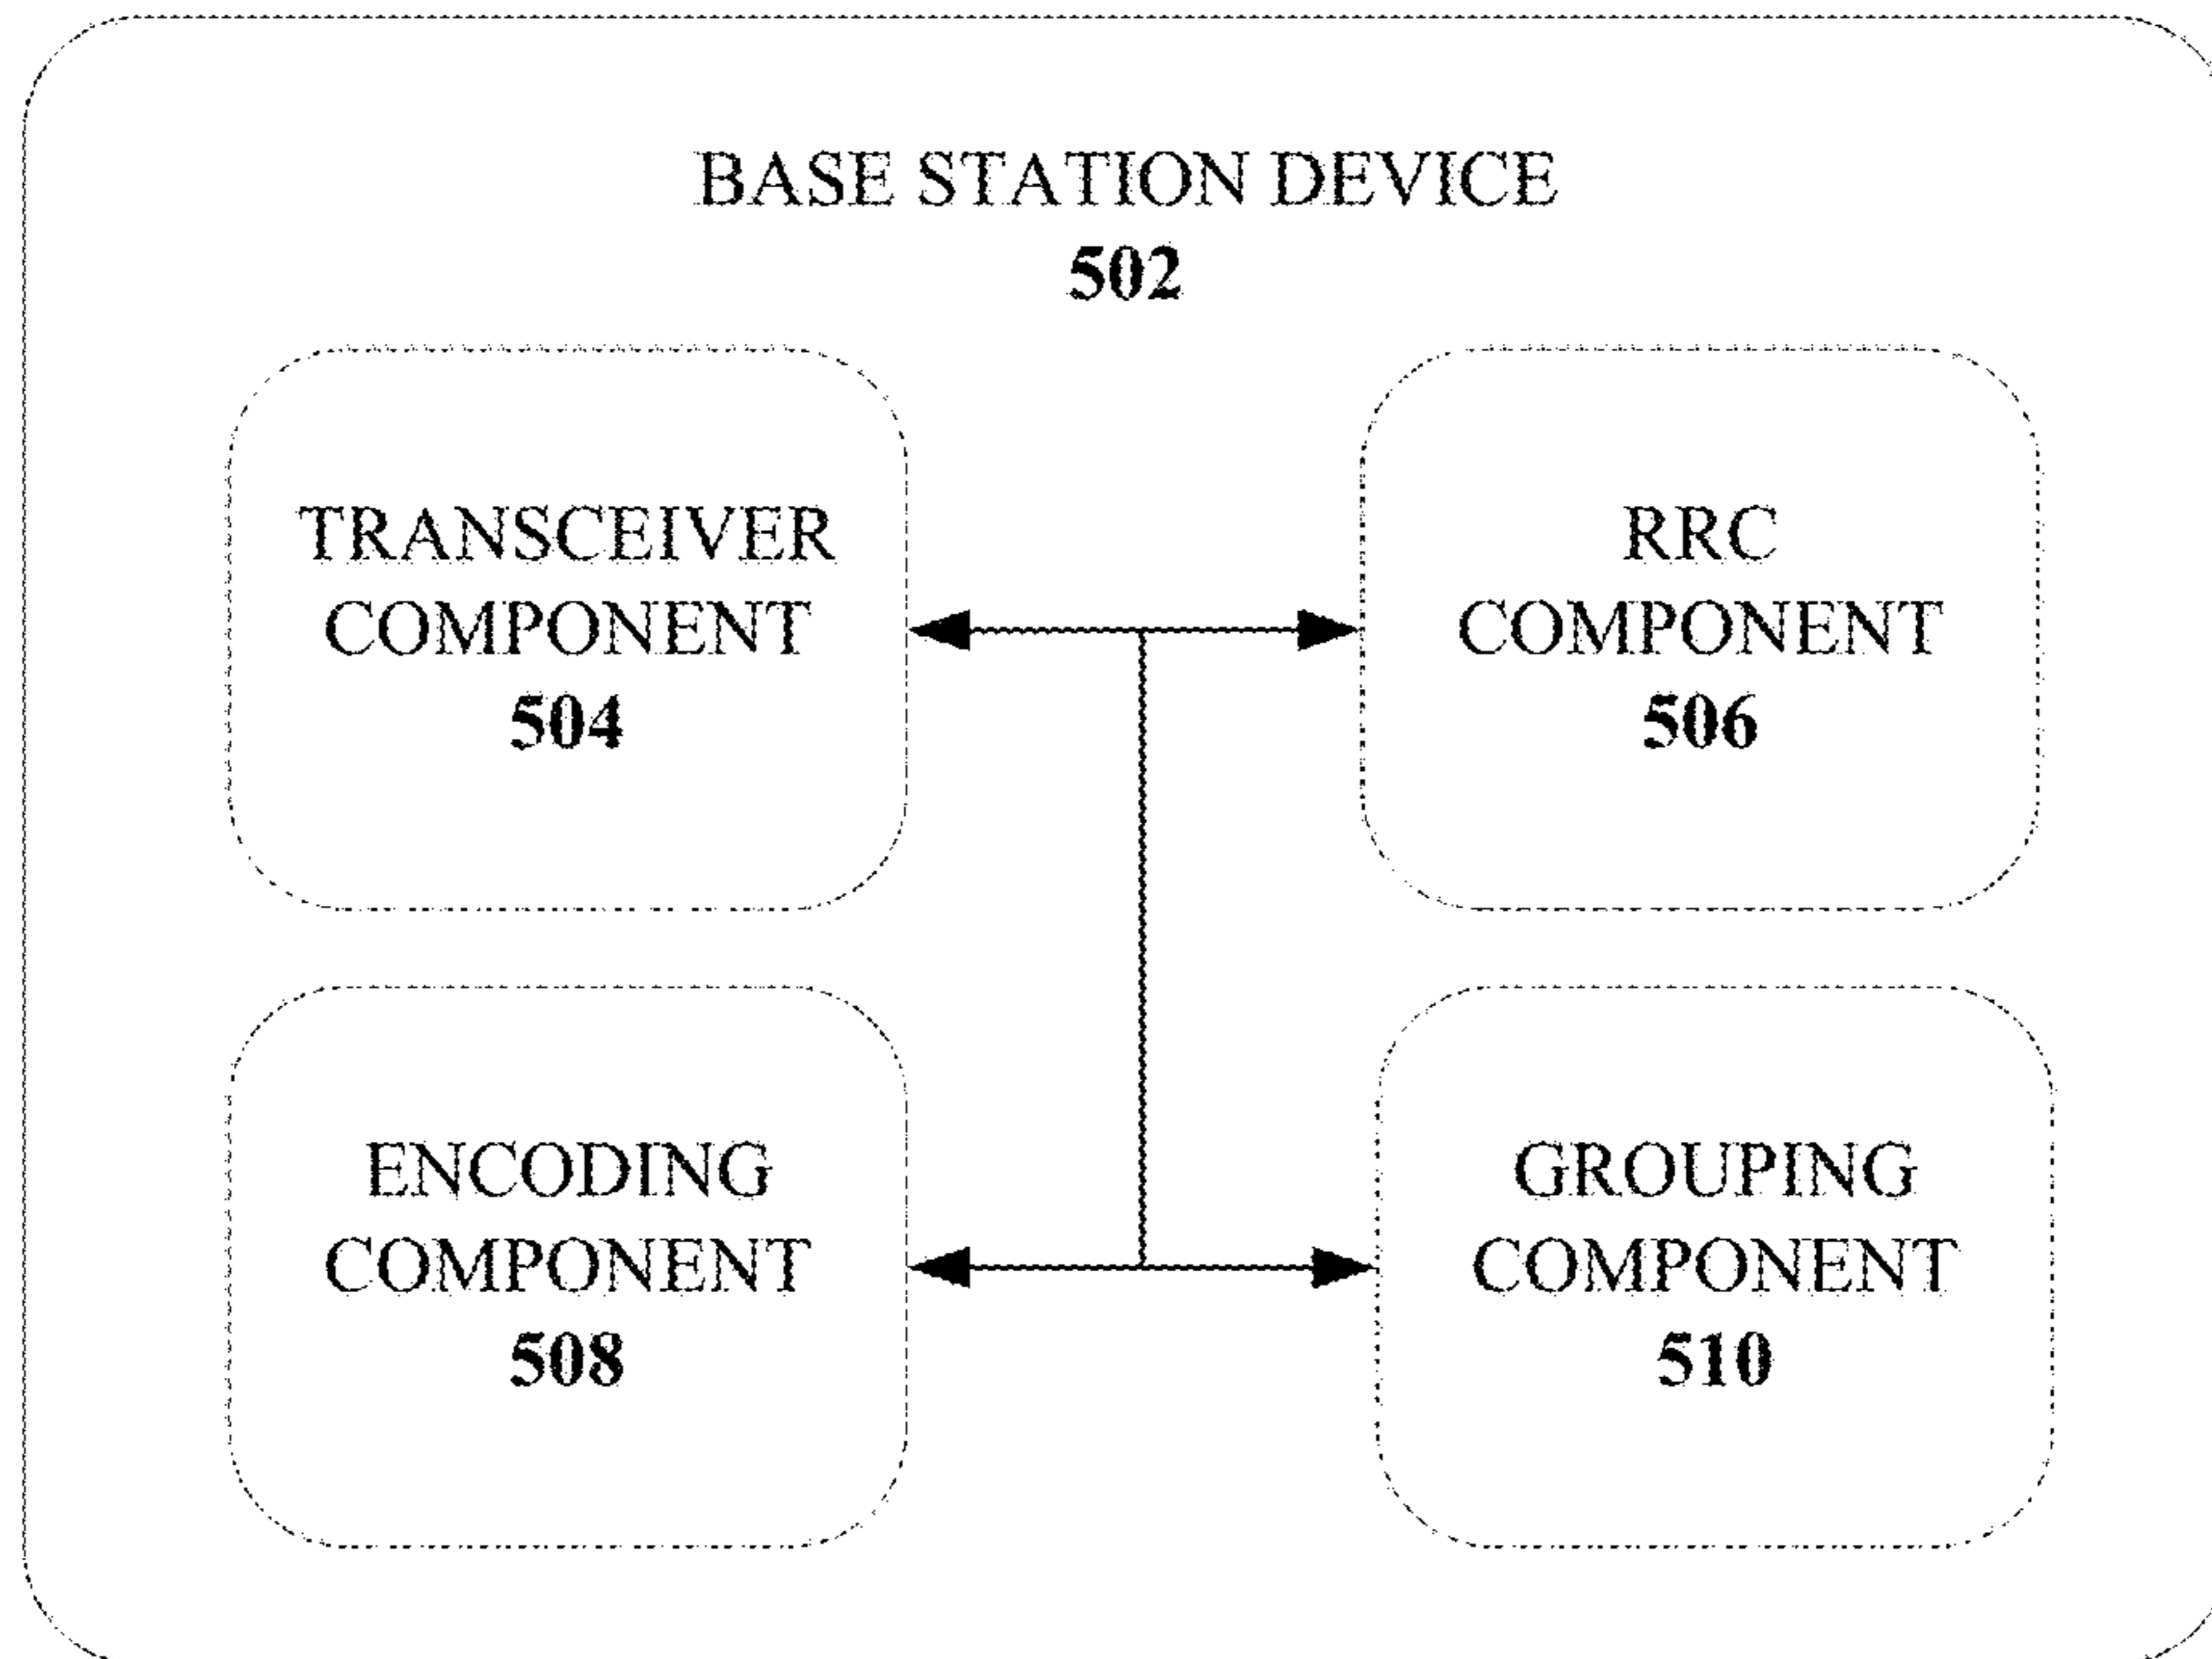 BASE STATION DEVICE
502
TRANSCEIVER
COMPONENT
504
RRC
COMPONENT
506
ENCODING
COMPONENT
508
GROUPING
COMPONENT
510